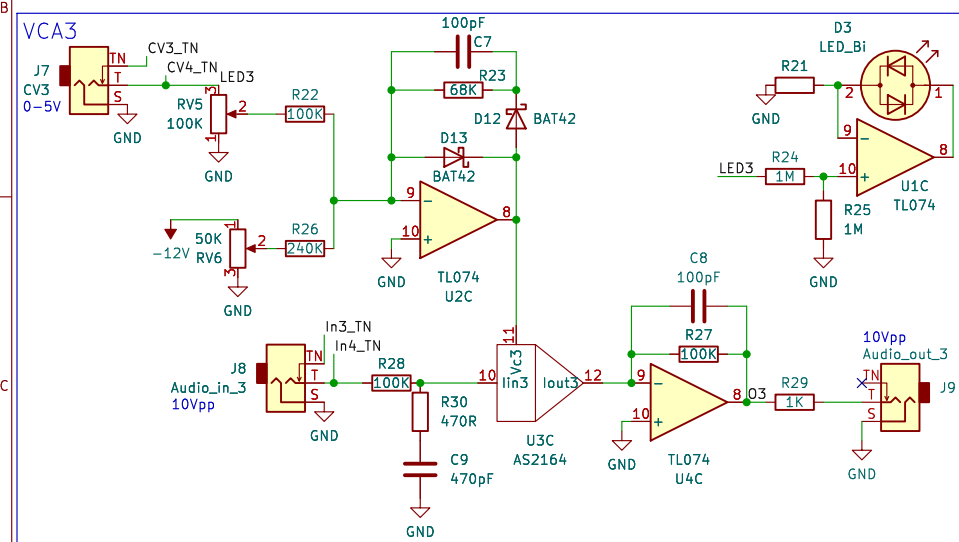 B
VCA3
J7
CV3
0-5V
TN
T
S
CV3_TN
CV4_TN
LED3
GND
RV5
100K
3
2
1
GND
R22
100K
100pF
C7
R23
68K
D12
BAT42
D13
BAT42
-12V
50K
RV6
1
2
3
GND
R26
240K
9
10
8
-
+
GND
TL074
U2C
D3
LED_Bi
R21
GND
2
1
9
10
8
-
+
U1C
TL074
LED3
R24
1M
R25
1M
GND
C
J8
Audio_in_3
10Vpp
TN
T
S
In3_TN
In4_TN
GND
R28
100K
R30
470R
C9
470pF
GND
11
Vc3
10
Iin3
Iout3
12
U3C
AS2164
C8
100pF
R27
100K
9
10
8
-
+
GND
TL074
U4C
O3
R29
1K
10Vpp
Audio_out_3
TN
T
S
J9
GND